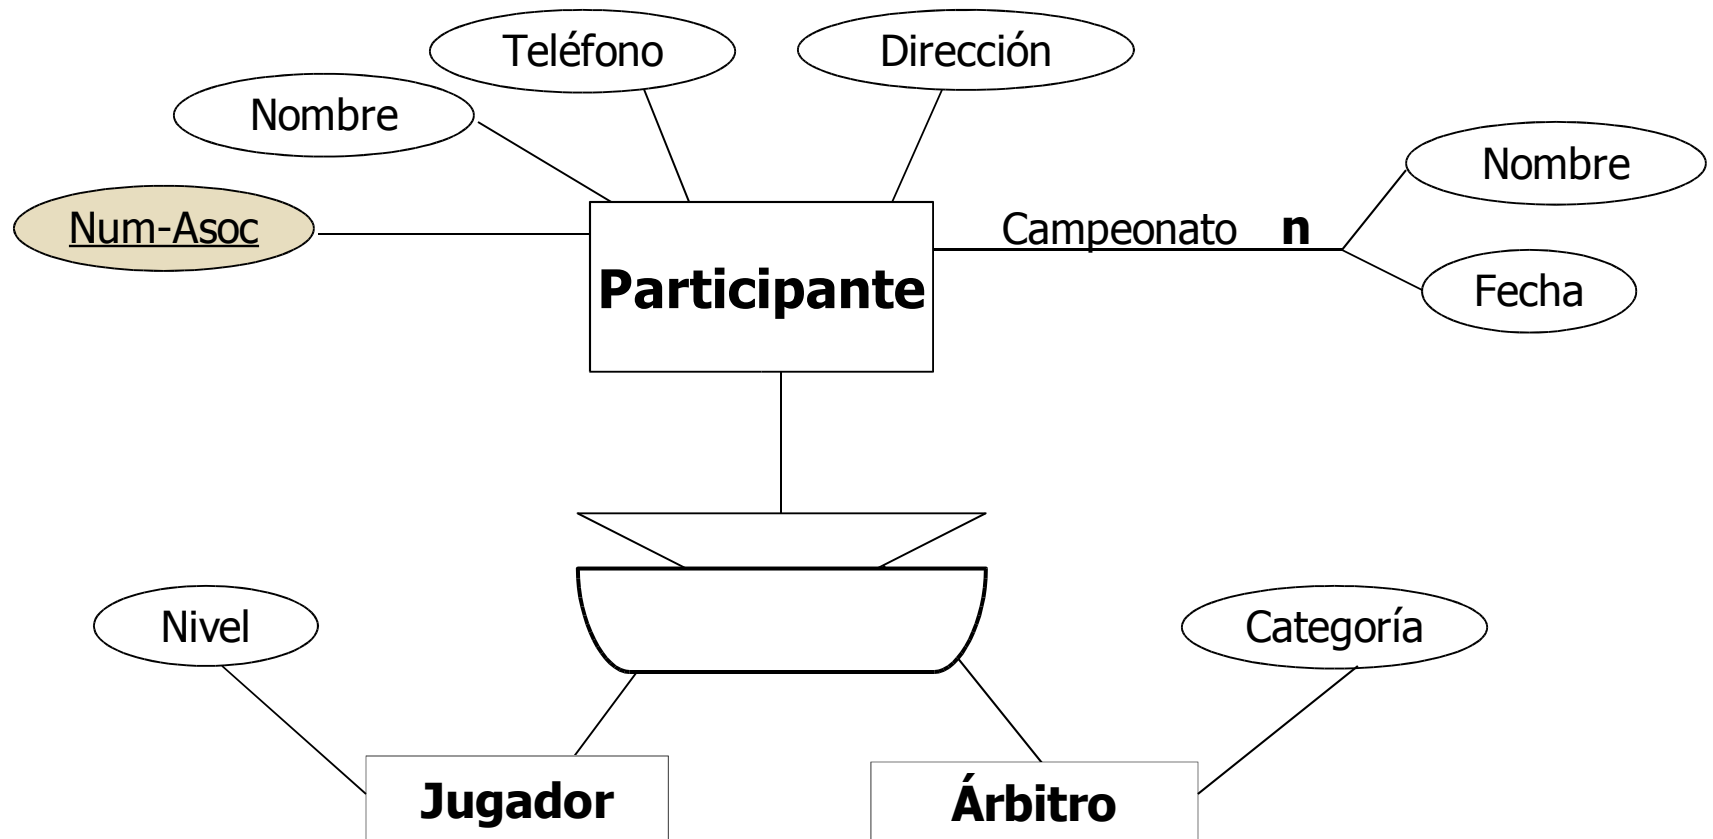 Teléfono
Dirección
Nombre
Nombre
Num-Asoc
Campeonato n
Participante
Fecha
Nivel
Categoría
Jugador
Árbitro